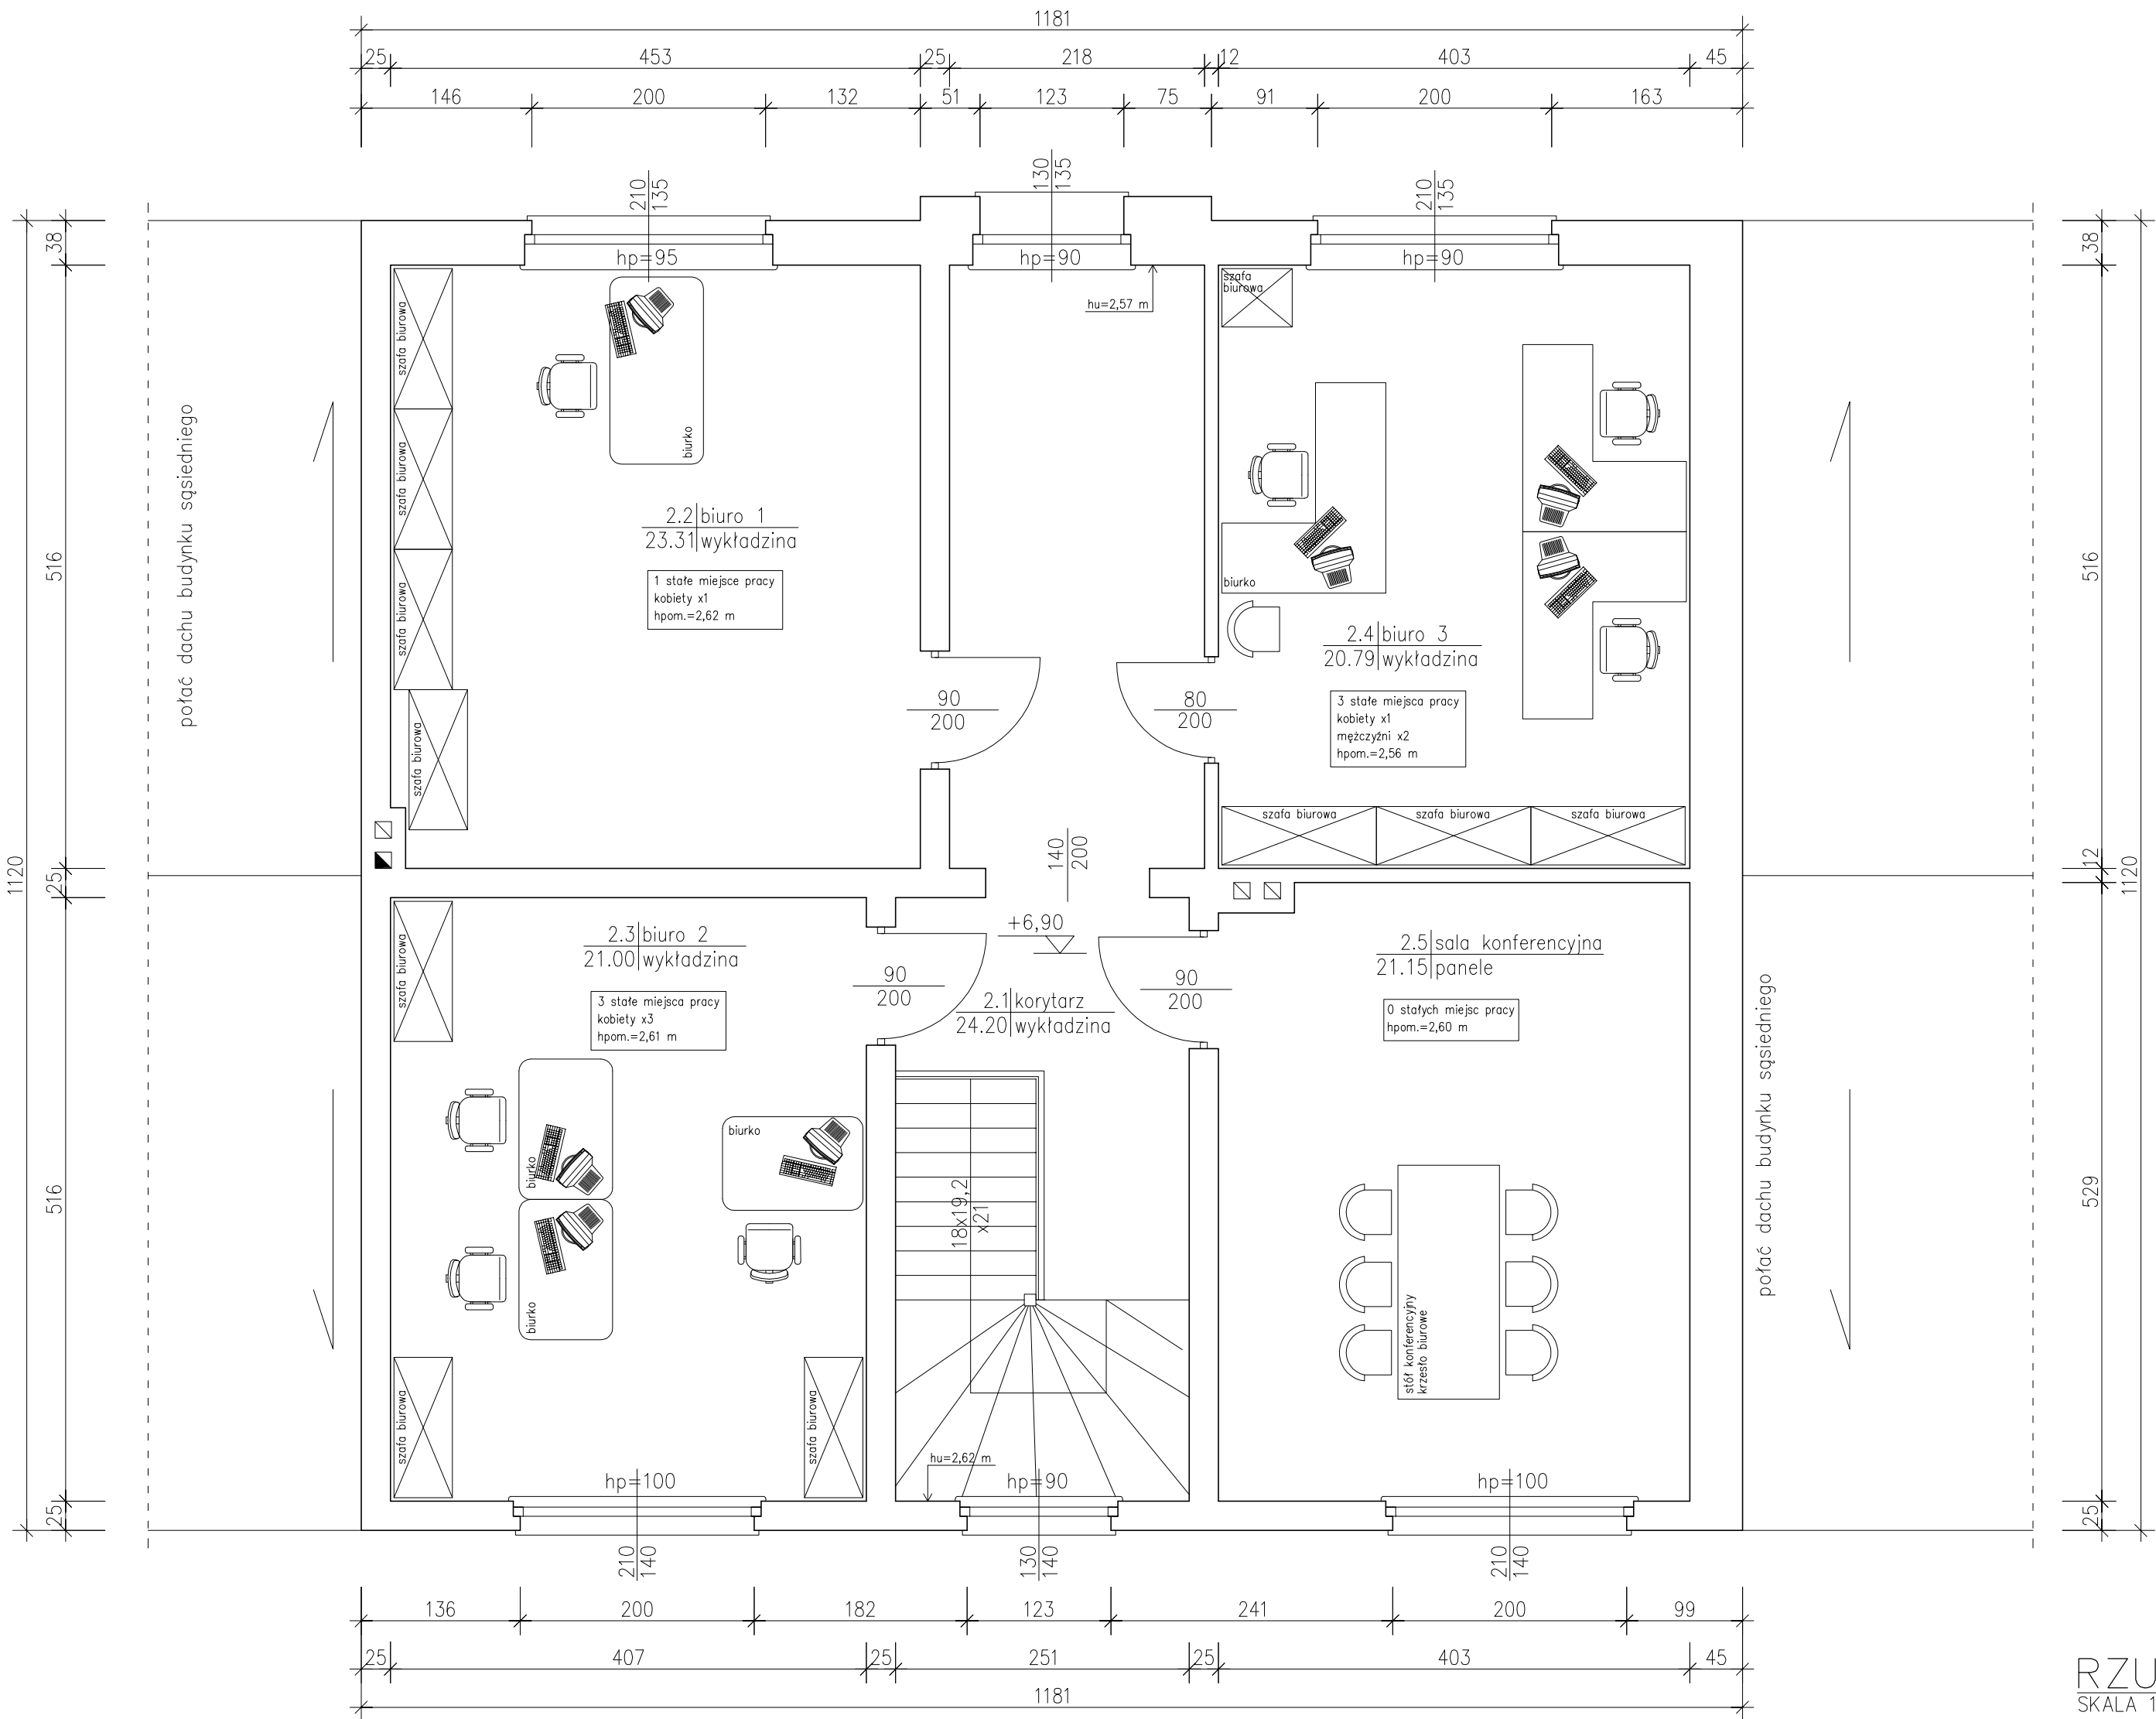 1181
25 453 25 218 12 403 45
146 200 132 51 123 75 91 200 163
210
135
130
135
210
135
hp=95
hp=90
hp=90
hu=2,57 m
38
516
25
516
25
1120
połać dachu budynku sąsiedniego
szafa biurowa
szafa biurowa
szafa biurowa
szafa biurowa
biurko
2.2 biuro 1
23.31 wykładzina
1 stałe miejsce pracy
kobiety x1
hpom.=2,62 m
90
200
80
200
140
200
szafa
biurowa
biurko
2.4 biuro 3
20.79 wykładzina
3 stałe miejsca pracy
kobiety x1
mężczyźni x2
hpom.=2,56 m
szafa biurowa
szafa biurowa
szafa biurowa
38
516
12
529
25
1120
2.3 biuro 2
21.00 wykładzina
3 stałe miejsca pracy
kobiety x3
hpom.=2,61 m
szafa biurowa
biurko
biurko
biurko
szafa biurowa
szafa biurowa
hp=100
90
200
+6,90
2.1 korytarz
24.20 wykładzina
90
200
18x19,2
x21
hu=2,62 m
hp=90
2.5 sala konferencyjna
21.15 panele
0 stałych miejsc pracy
hpom.=2,60 m
stół konferencyjny
krzesło biurowe
hp=100
połać dachu budynku sąsiedniego
210
140
130
140
210
140
136 200 182 123 241 200 99
25 407 25 251 25 403 45
1181
RZU
SKALA 1